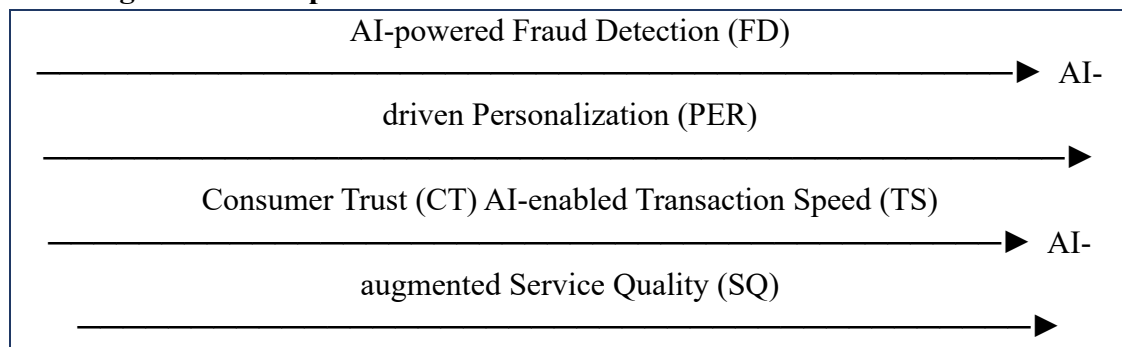 AI-powered Fraud Detection (FD)
AI-
driven Personalization (PER)
Consumer Trust (CT) AI-enabled Transaction Speed (TS)
AI-
augmented Service Quality (SQ)